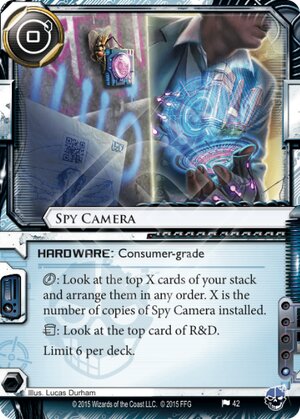 0
SPY CAMERA
HARDWARE: Consumer-grade
: Look at the top X cards of your stack
and arrange them in any order. X is the
number of copies of Spy Camera installed.
: Look at the top card of R&D.
Limit 6 per deck.
Illus. Lucas Durham
© 2015 Wizards of the Coast LLC. © 2015 FFG
42